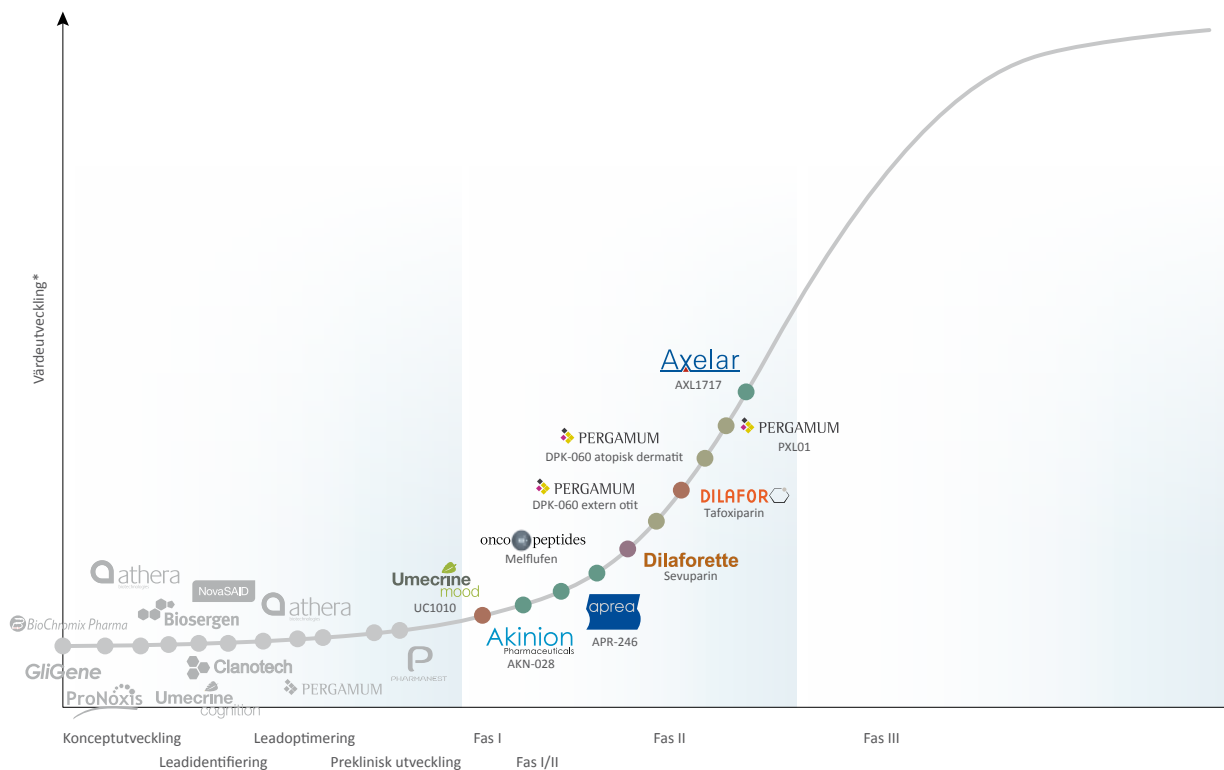 Värdeutveckling*
Axelar
AXL1717
PERGAMUM
DPK-060 atopisk dermatit
PERGAMUM
PXL01
PERGAMUM
DPK-060 extern otit
DILAFOR
Tafoxiparin
onco peptides
Melflufen
Dilaforette
Sevuparin
Umecrine
mood
UC1010
aprea
APR-246
Akinion
Pharmaceuticals
AKN-028
athera
NovaSAID
athera
Biosergen
BioChromix Pharma
GliGene
Clanotech
PHARMANEST
ProNoxis
Umecrine
cognition
PERGAMUM
Konceptutveckling
Leadoptimering
Fas I
Fas II
Fas III
Leadidentifiering
Preklinisk utveckling
Fas I/II